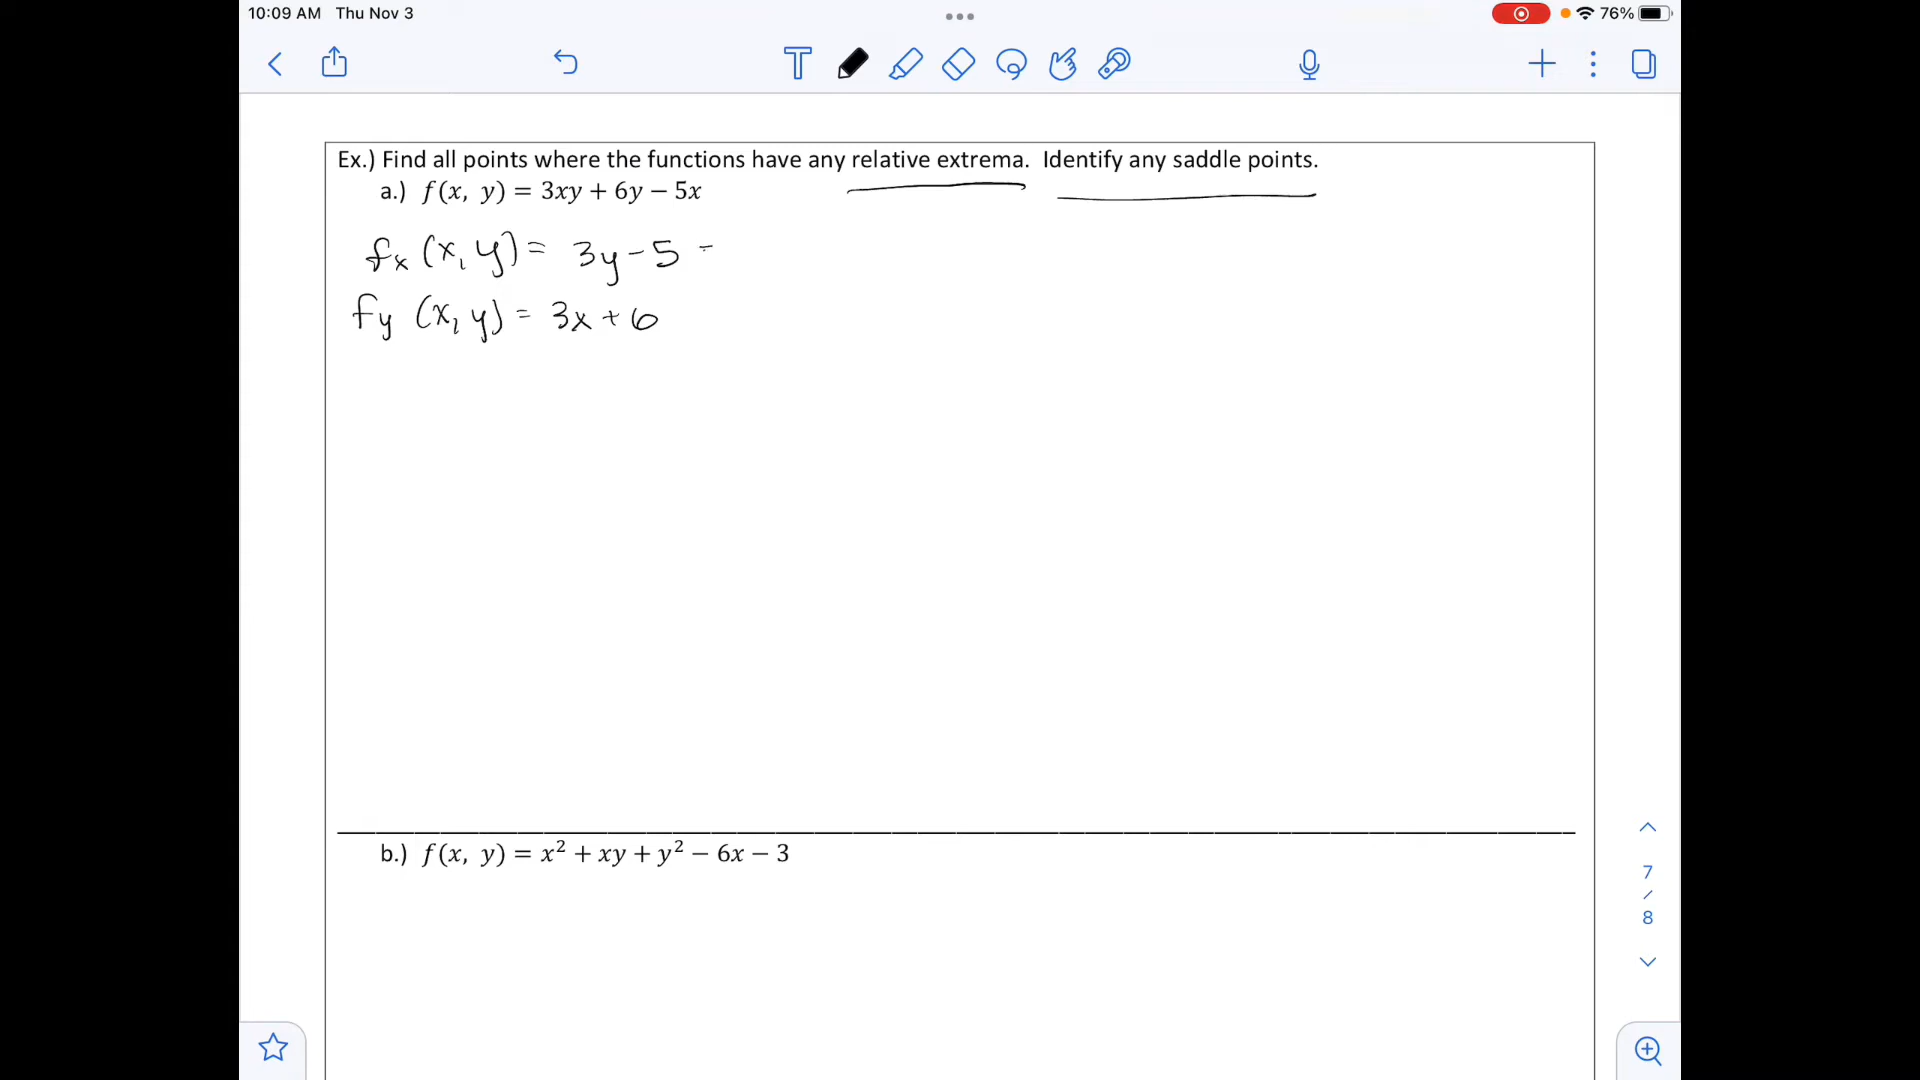 10:09 AM Thu Nov 3
76%
Ex.) Find all points where the functions have any relative extrema. Identify any saddle points.
a.) f(x, y) = 3xy + 6y − 5x
fx (x, y) = 3y - 5 =
fy (x, y) = 3x + 6
b.) f(x, y) = x² + xy + y² − 6x − 3
7
/
8